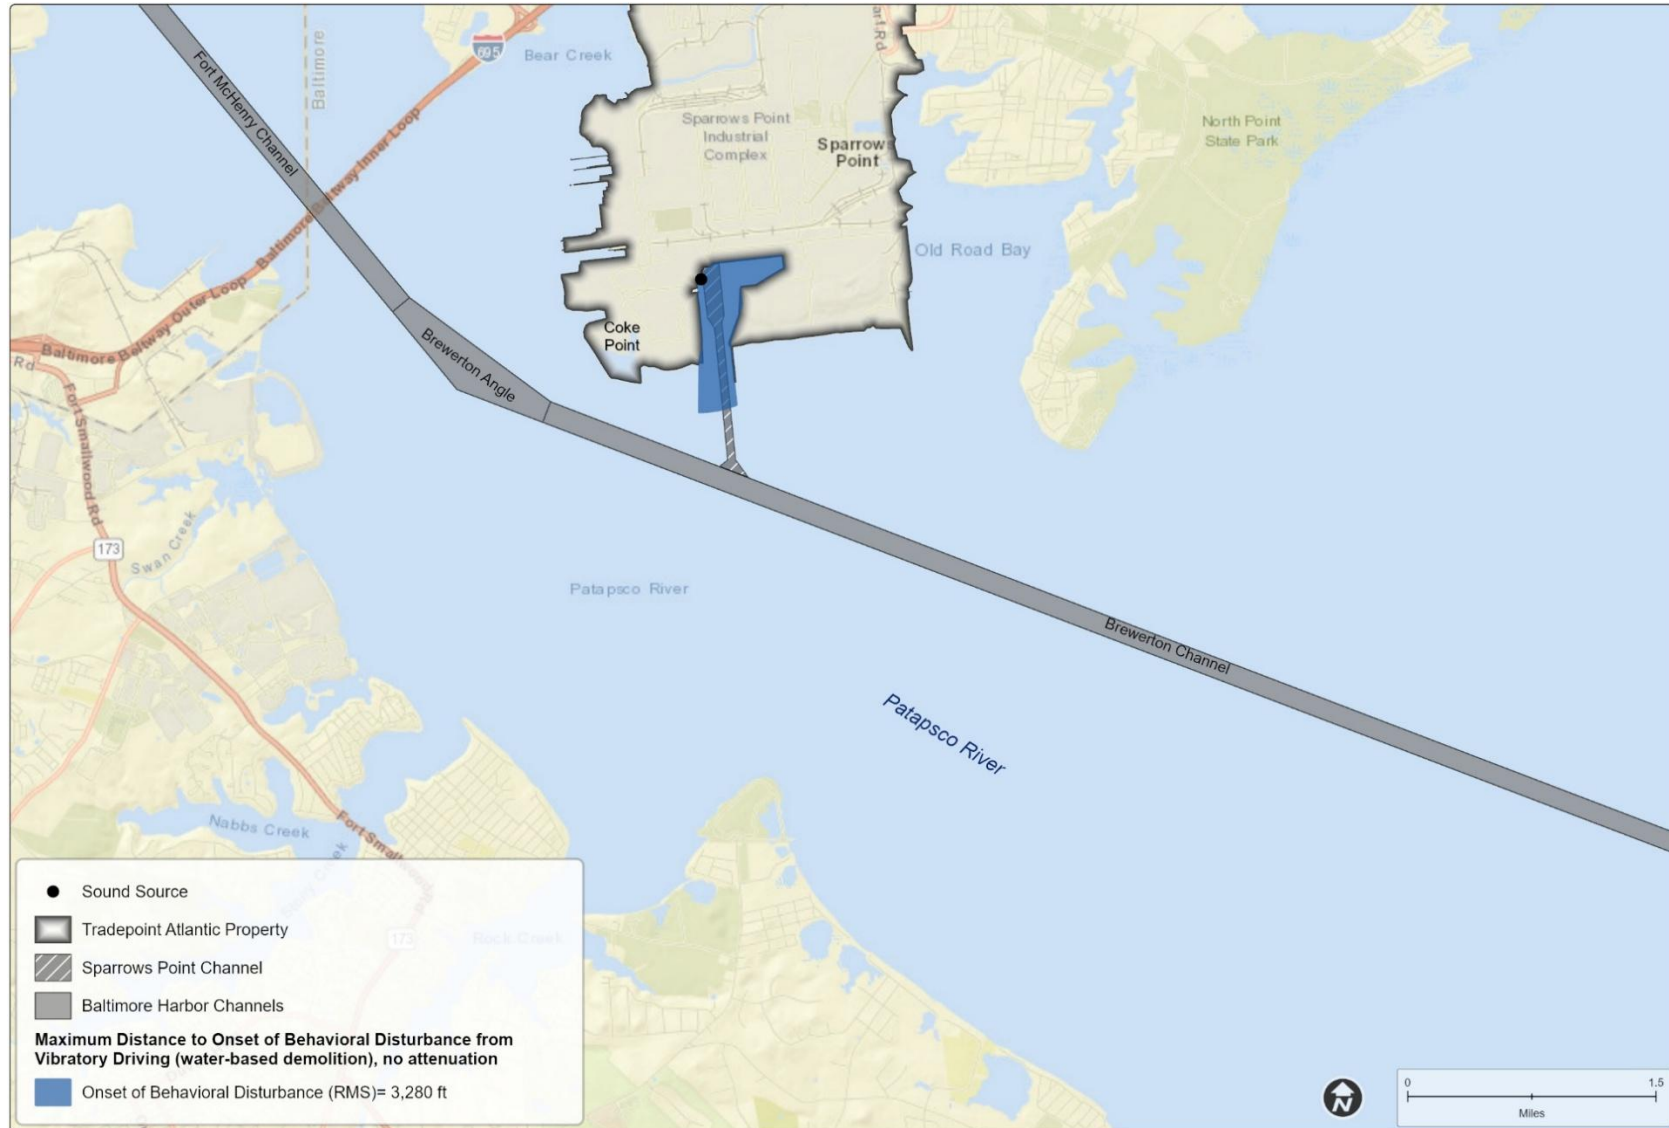 Fort McHenry Channel
Baltimore
695
Bear Creek
Baltimore Beltway Inner Loop
Sparrows Point
Industrial
Complex
Sparrow
Point
North Point
State Park
Old Road Bay
Baltimore Beltway Outer Loop
Coke
Point
Brewerton Angle
Rd
Fort Smallwood Rd
173
Swan Creek
Patapsco River
Brewerton Channel
Patapsco River
Nabbs Creek
Fort Smallwood Rd
Creek
173
Rock Creek
Sound Source
Tradepoint Atlantic Property
Sparrows Point Channel
Baltimore Harbor Channels
Maximum Distance to Onset of Behavioral Disturbance from
Vibratory Driving (water-based demolition), no attenuation
Onset of Behavioral Disturbance (RMS)= 3,280 ft
N
0
1.5
Miles